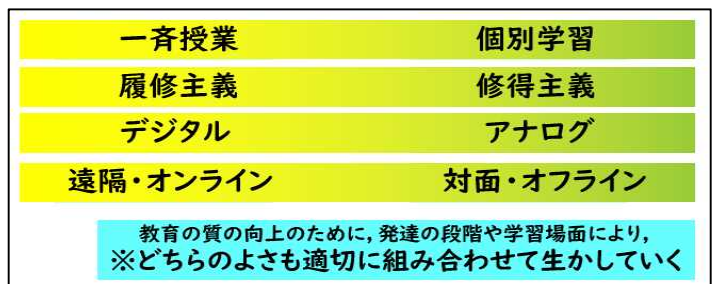 一斉授業 個別学習
履修主義 修得主義
デジタル アナログ
遠隔・オンライン 対面・オフライン
教育の質の向上のために,発達の段階や学習場面により,
※どちらのよさも適切に組み合わせて生かしていく